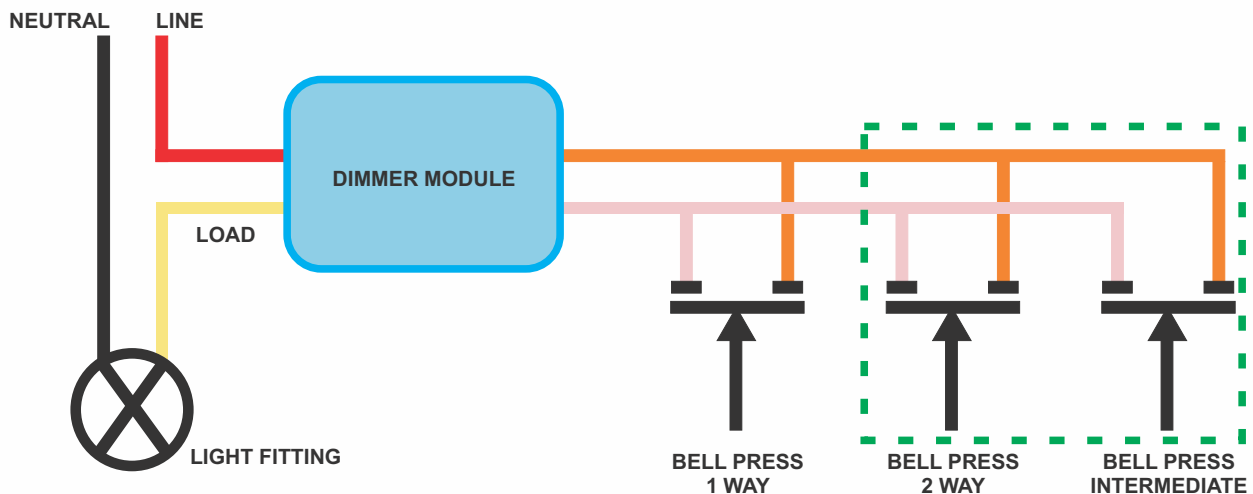 NEUTRAL
LINE
DIMMER MODULE
LOAD
LIGHT FITTING
BELL PRESS
1 WAY
BELL PRESS
2 WAY
BELL PRESS
INTERMEDIATE